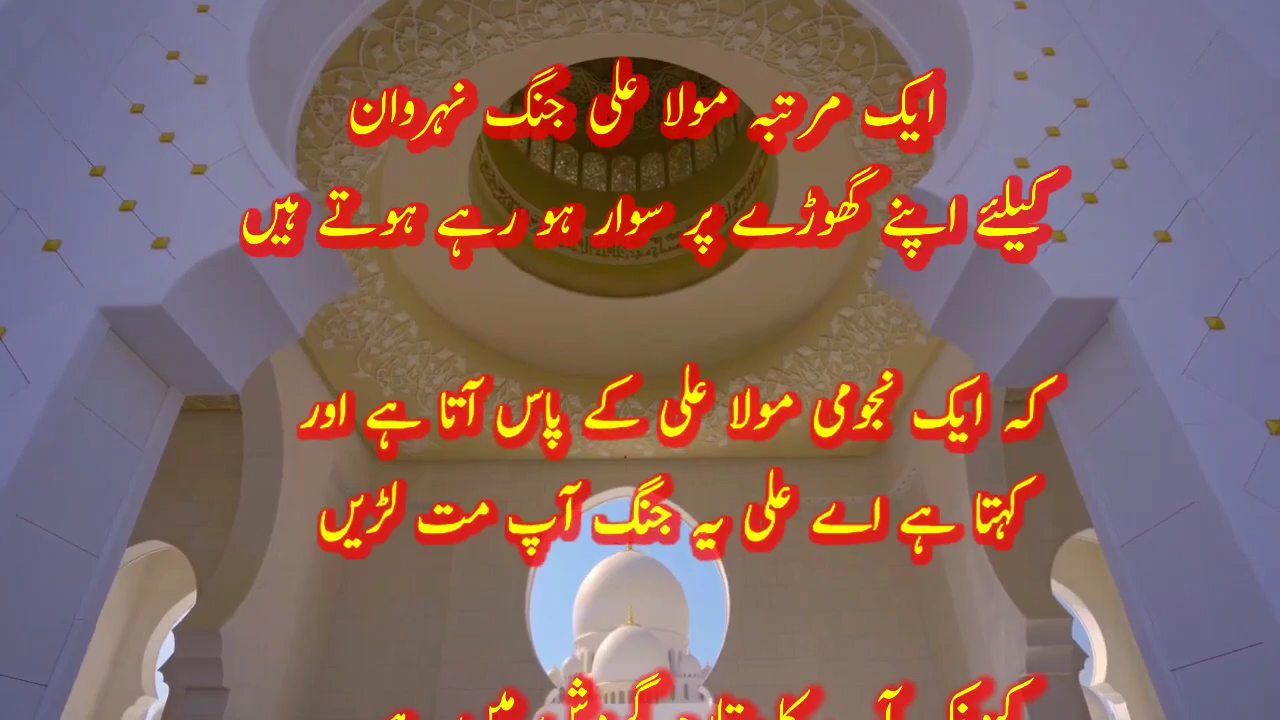 ایک مرتبہ مولا علی جنگ نہروان
کیلئے اپنے گھوڑے پر سوار ہو رہے ہوتے ہیں
کہ ایک نجومی مولا علی کے پاس آتا ہے اور
کہتا ہے اے علی یہ جنگ آپ مت لڑیں